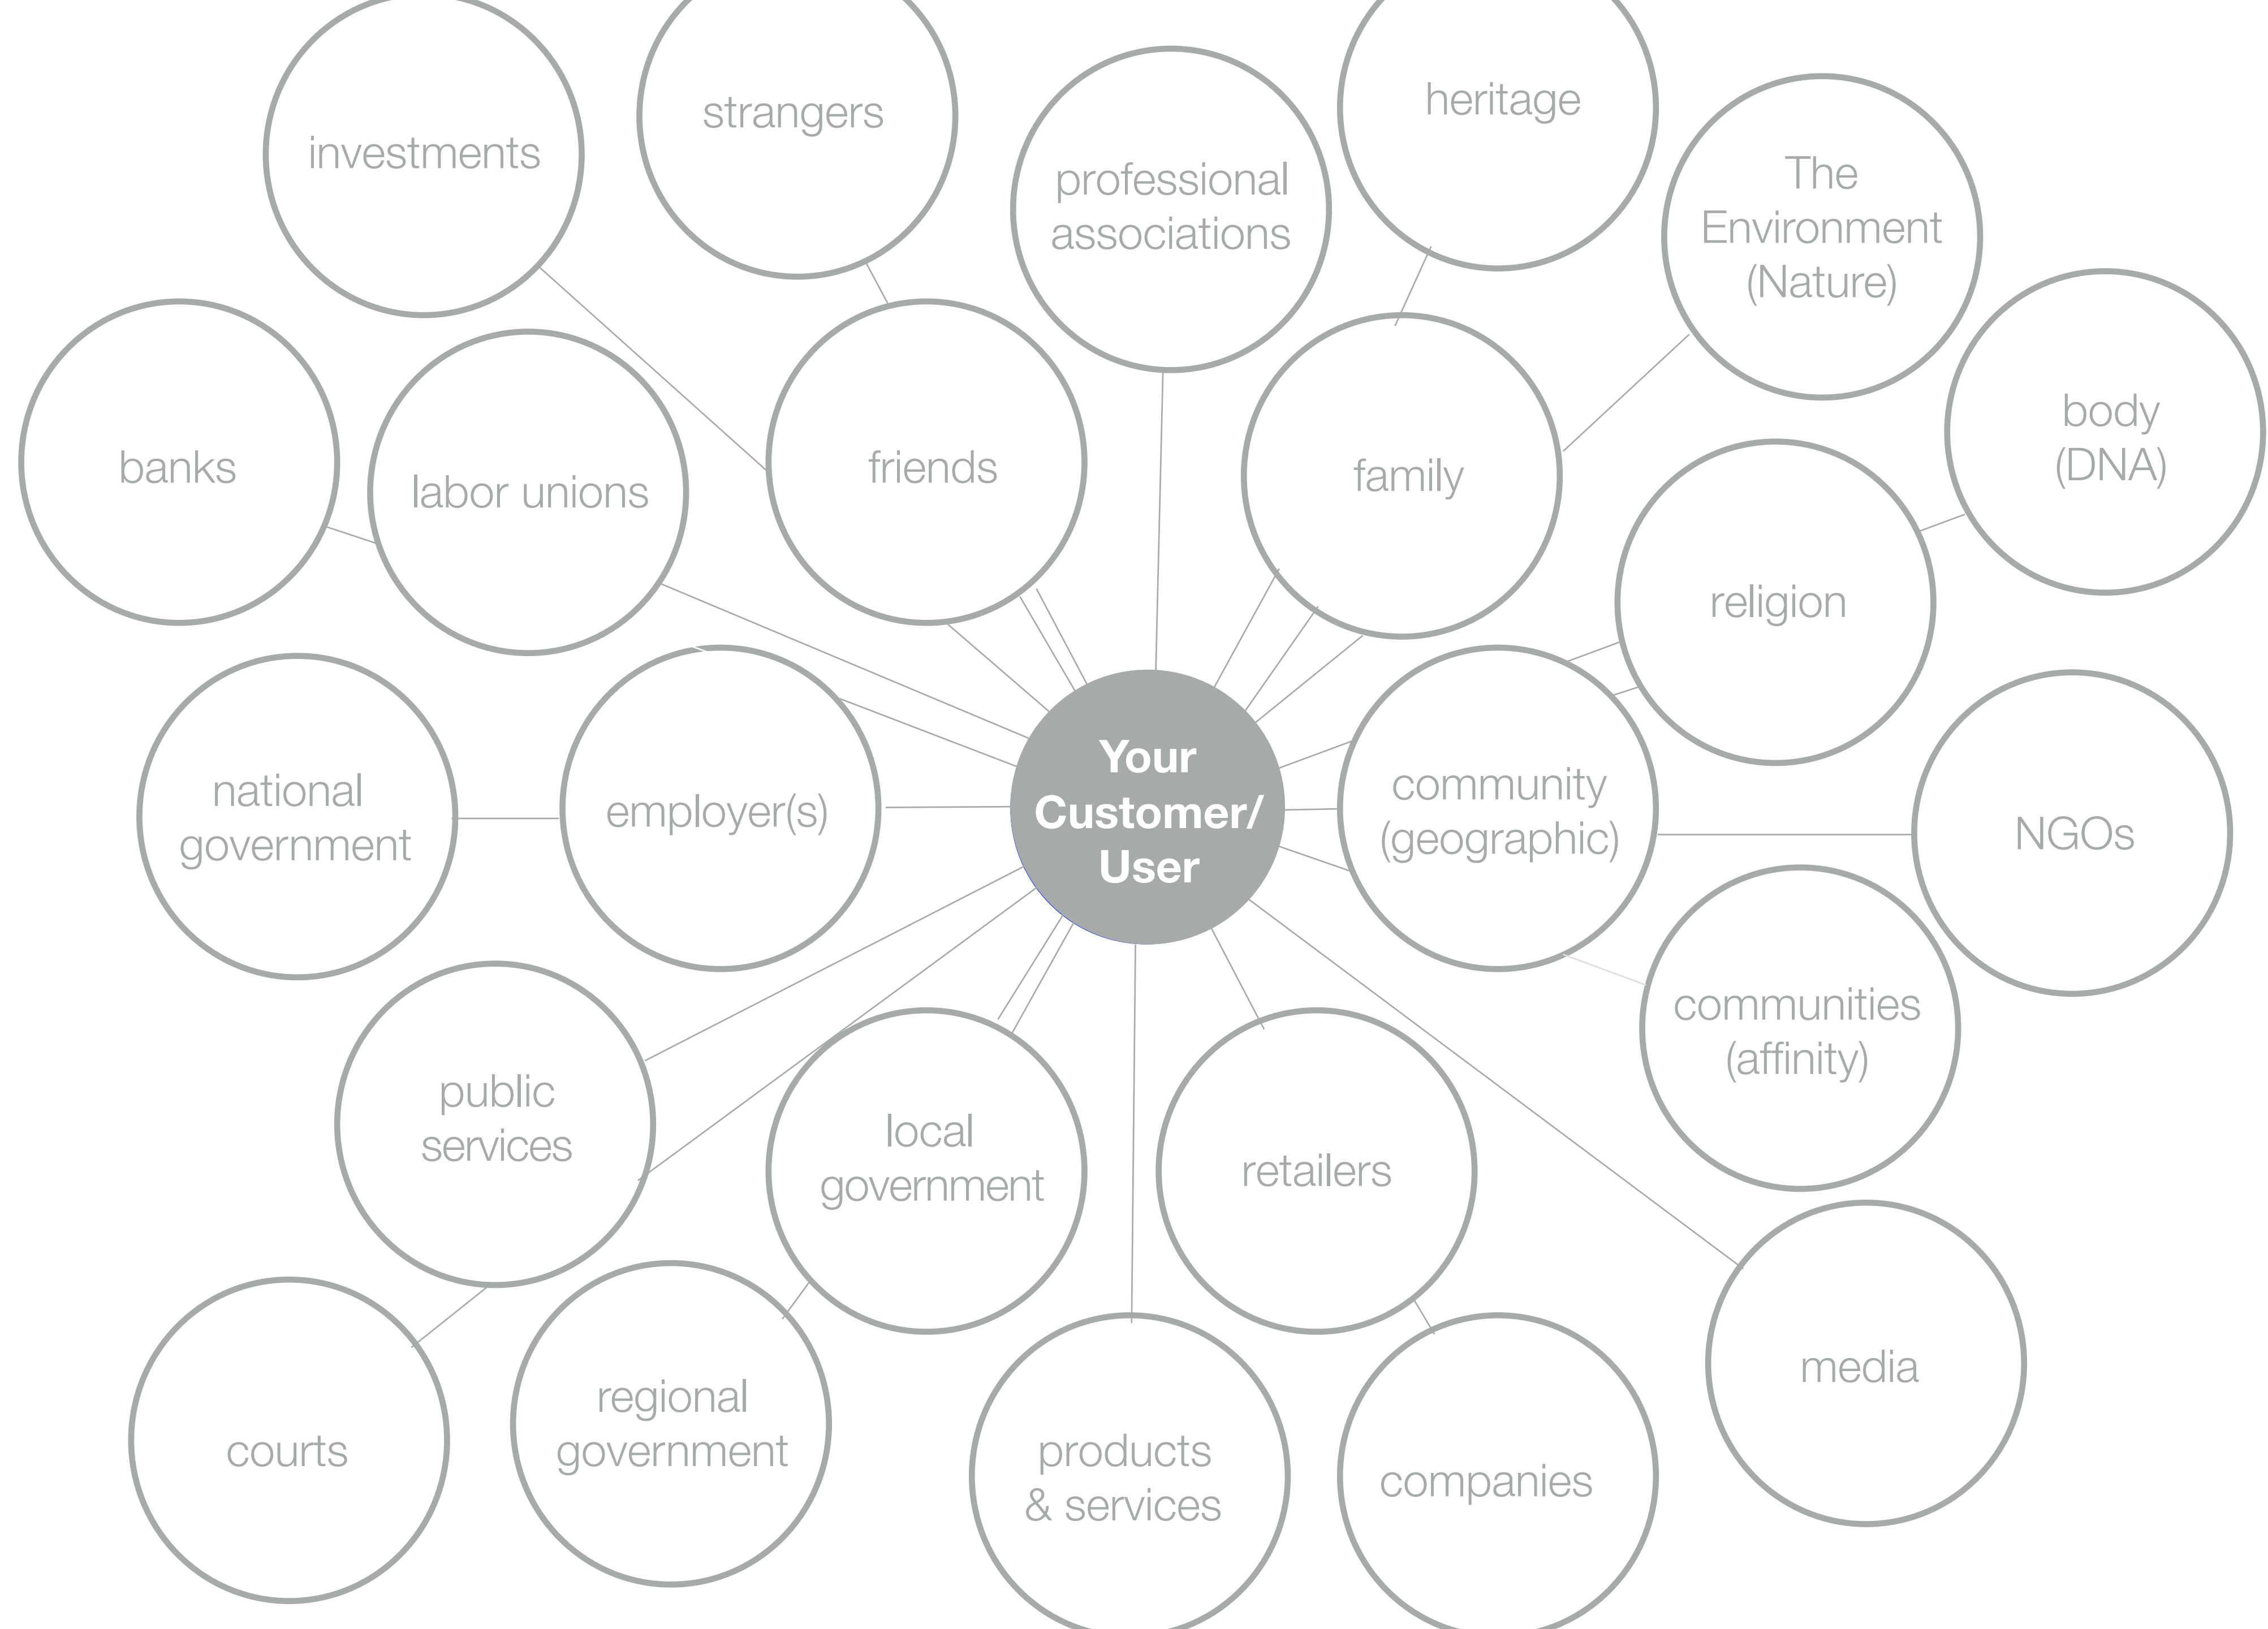 investments
strangers
professional
associations
heritage
The
Environment
(Nature)
banks
labor unions
friends
family
body
(DNA)
religion
national
government
employer(s)
Your
Customer/
User
community
(geographic)
NGOs
communities
(affinity)
public
services
local
government
retailers
media
courts
regional
government
products
& services
companies